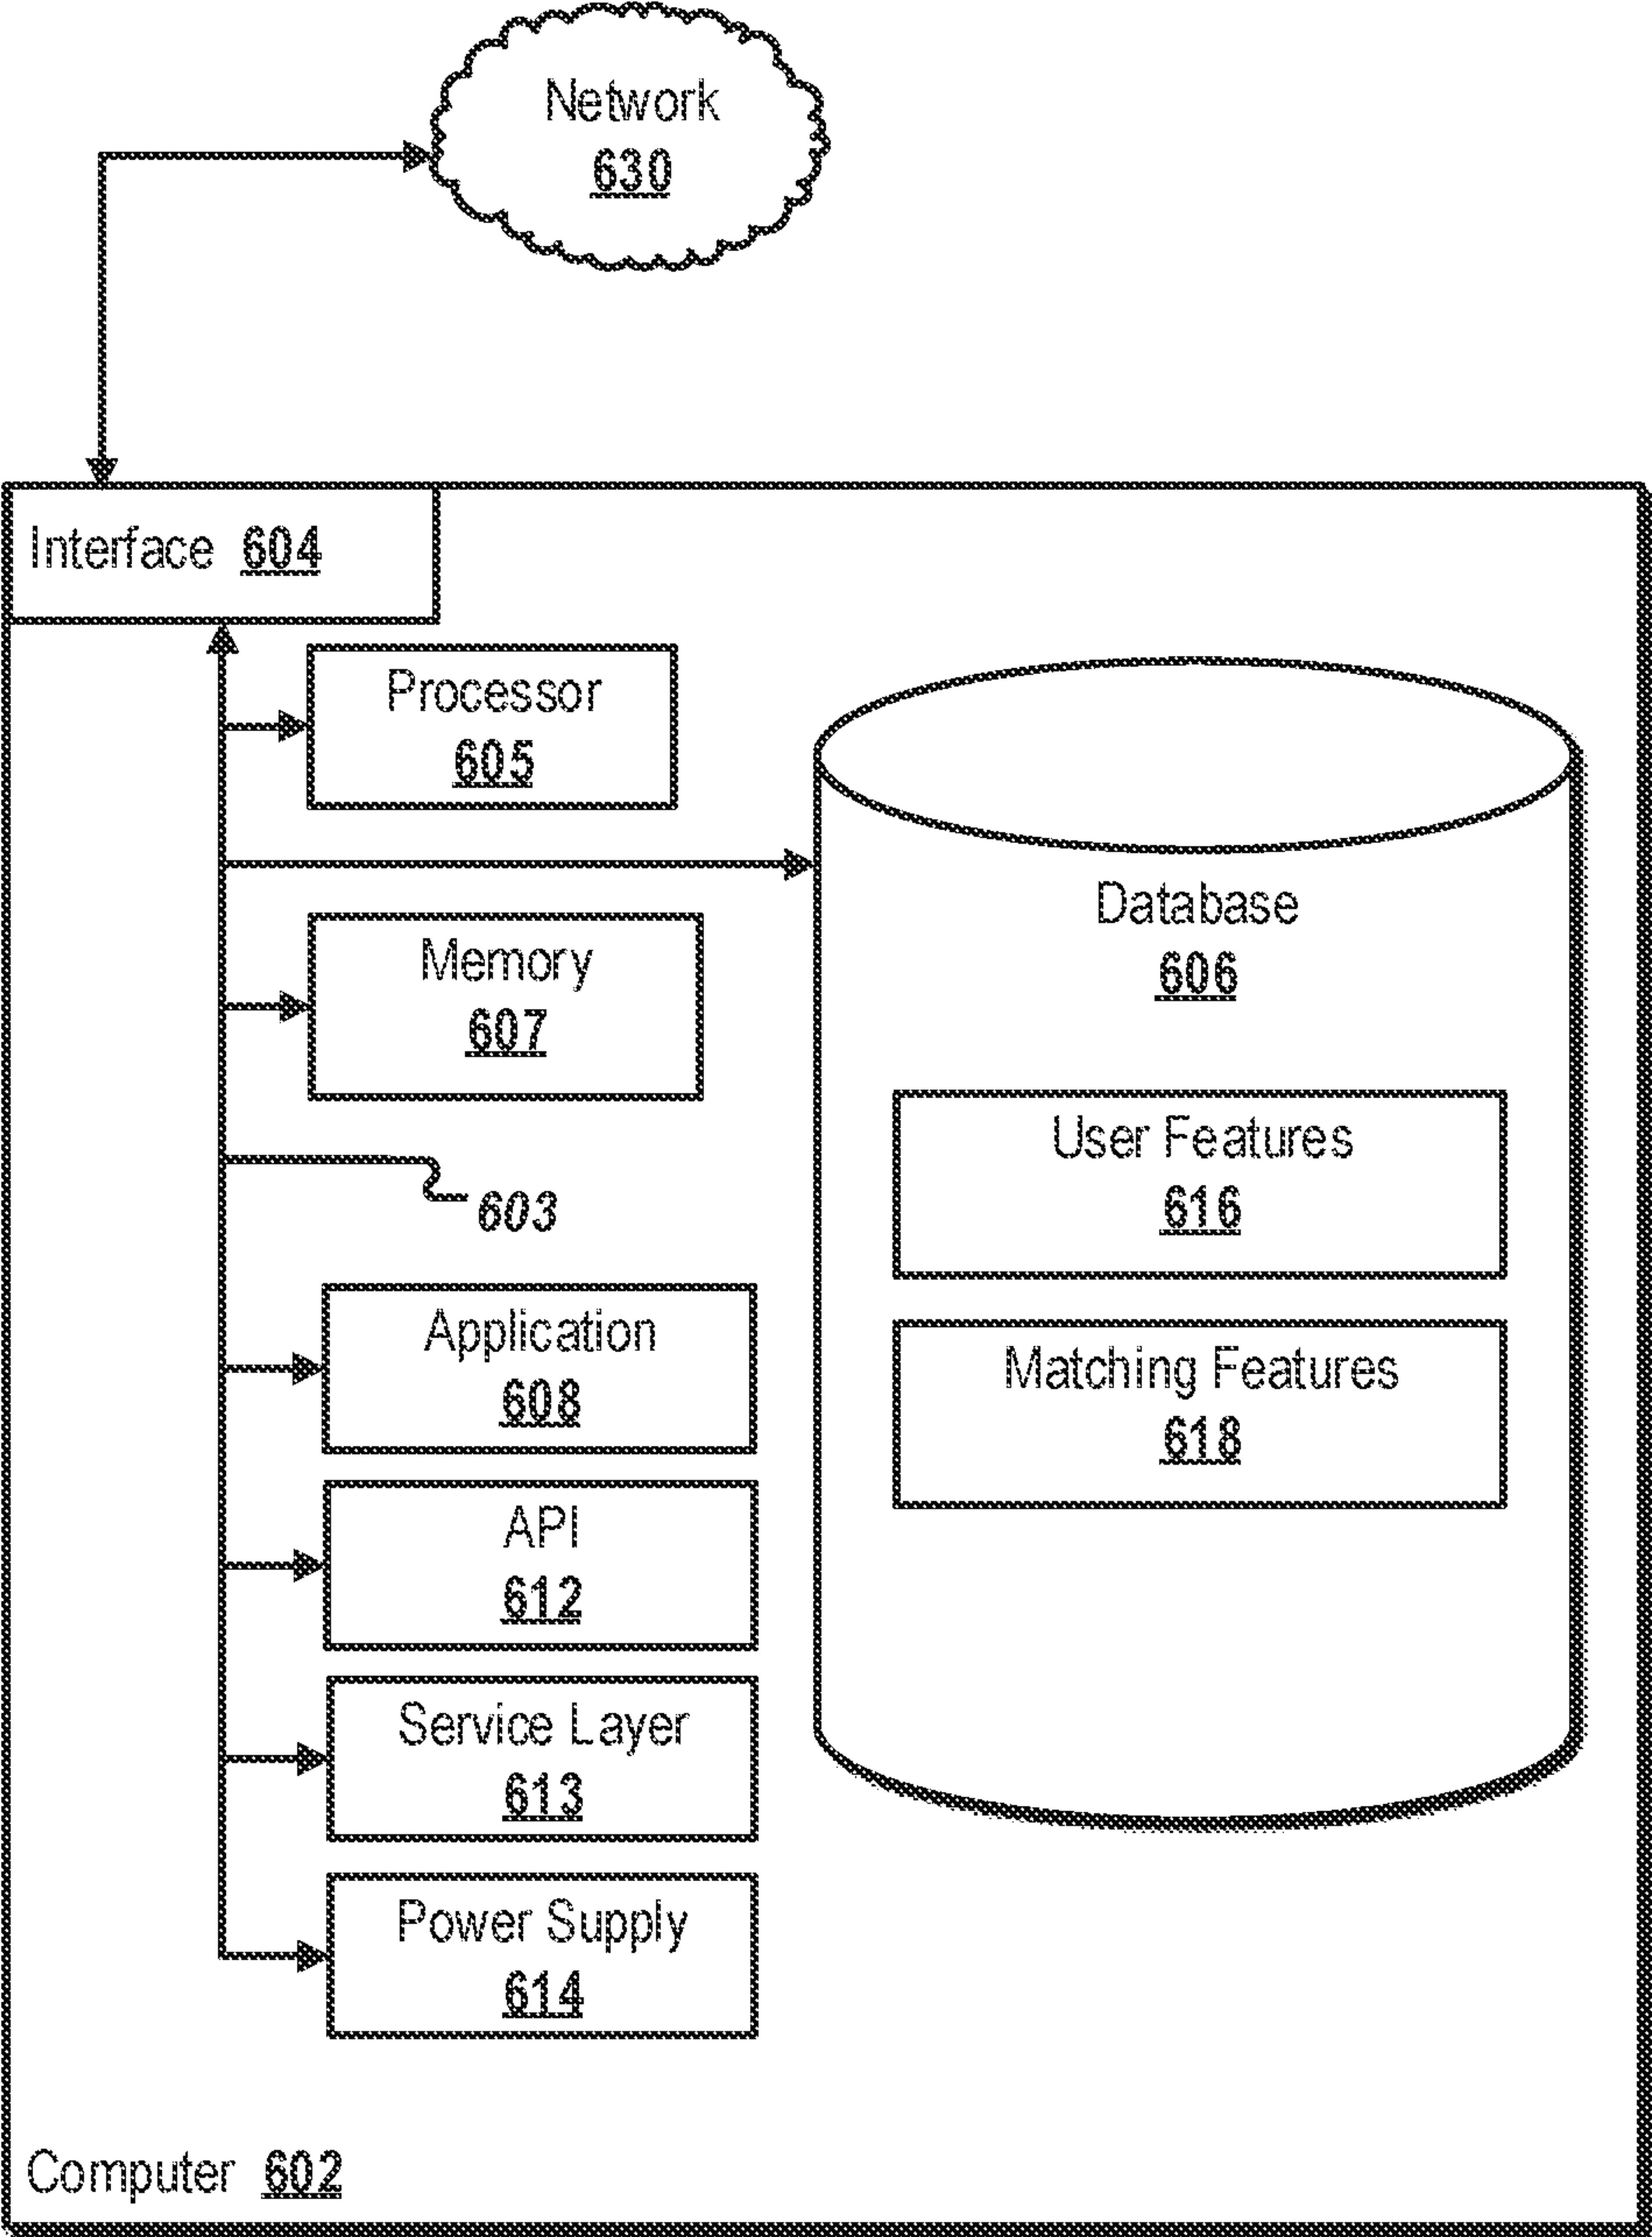 Network
630
Interface 604
Processor
605
Database
606
Memory
607
User Features
616
603
Application
608
Matching Features
618
API
612
Service Layer
613
Power Supply
614
Computer 602